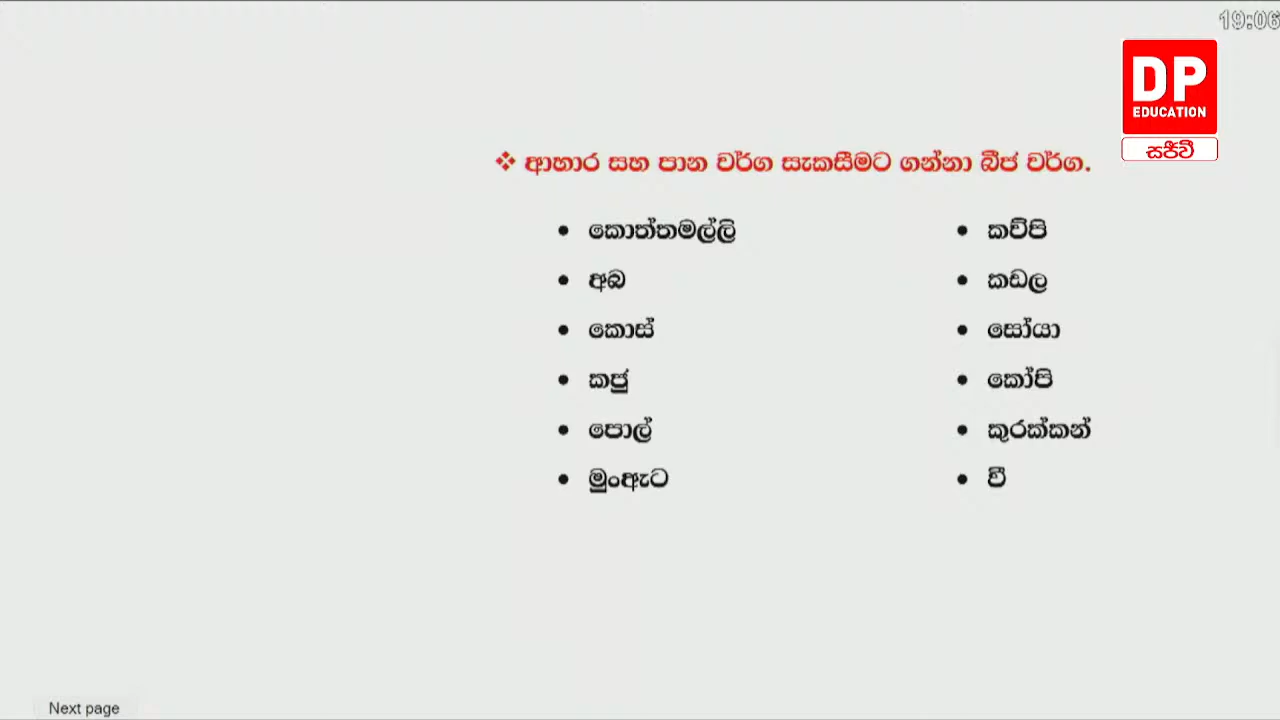 19:06
DP
EDUCATION
සජීවී
❖ ආහාර සහ පාන වර්ග සැකසීමට ගන්නා බීජ වර්ග.
• කොත්තමල්ලි
• අබ
• කොස්
• කජු
• පොල්
• මුංඇට
• කව්පි
• කඩල
• සෝයා
• කෝපි
• කුරක්කන්
• වී
Next page